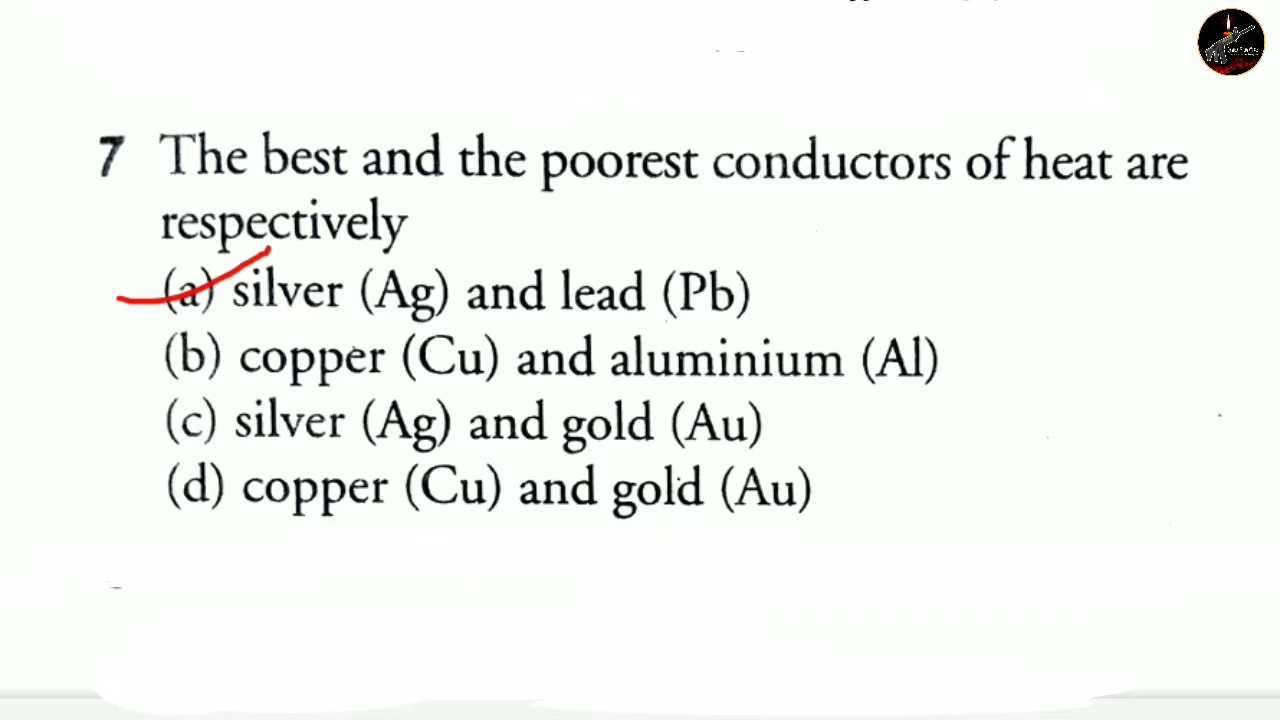 7 The best and the poorest conductors of heat are
respectively
(a) silver (Ag) and lead (Pb)
(b) copper (Cu) and aluminium (Al)
(c) silver (Ag) and gold (Au)
(d) copper (Cu) and gold (Au)